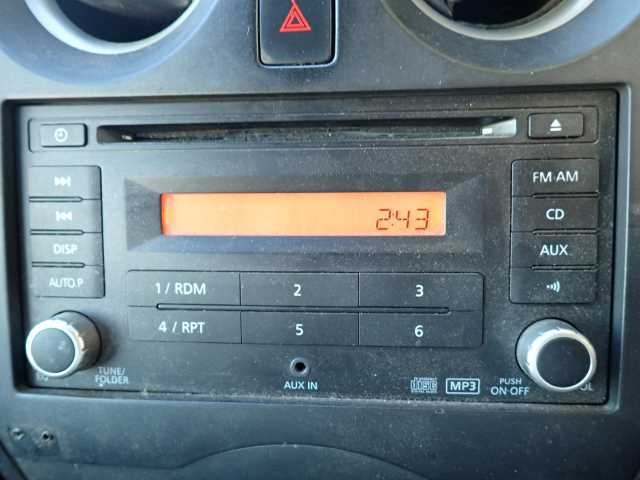 2:43
FM AM
CD
DISP
AUX
AUTO.P
1 / RDM
2
3
4 / RPT
5
6
TUNE/
FOLDER
AUX IN
MP3
PUSH
ON·OFF